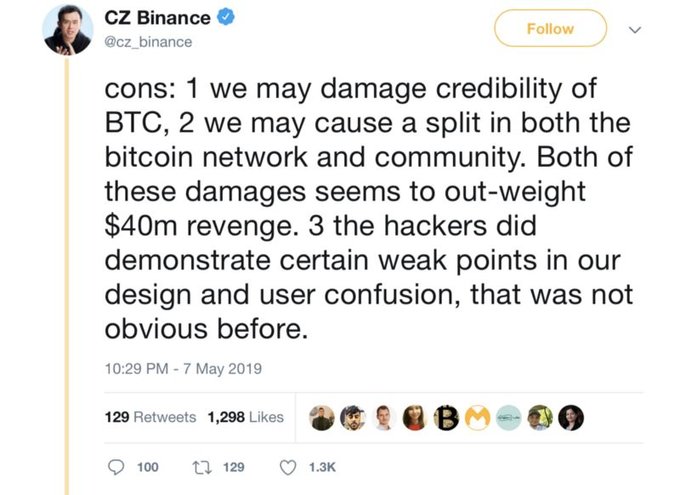 CZ Binance
Follow
@cz_binance
cons: 1 we may damage credibility of
BTC, 2 we may cause a split in both the
bitcoin network and community. Both of
these damages seems to out-weight
$40m revenge. 3 the hackers did
demonstrate certain weak points in our
design and user confusion, that was not
obvious before.
10:29 PM - 7 May 2019
129 Retweets 1,298 Likes
100 129 1.3K